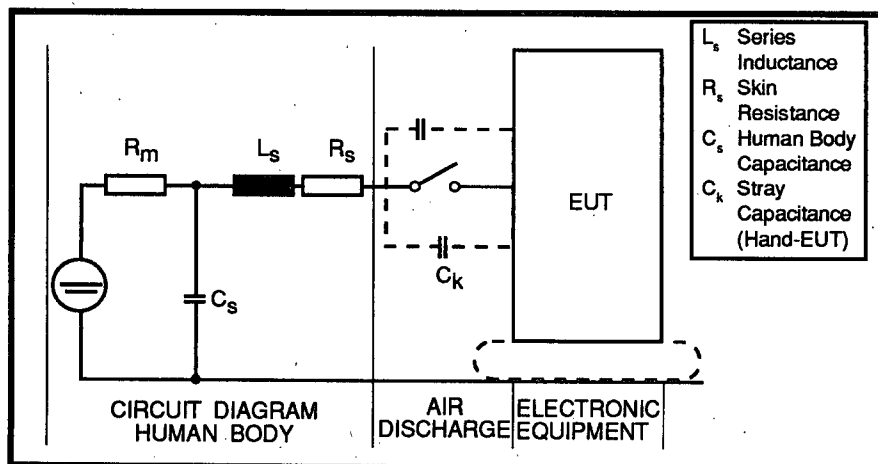 Rm
Ls
Rs
Cs
Ck
EUT
Ls Series
Inductance
Rs Skin
Resistance
Cs Human Body
Capacitance
Ck Stray
Capacitance
(Hand-EUT)
CIRCUIT DIAGRAM
HUMAN BODY
AIR
DISCHARGE
ELECTRONIC
EQUIPMENT